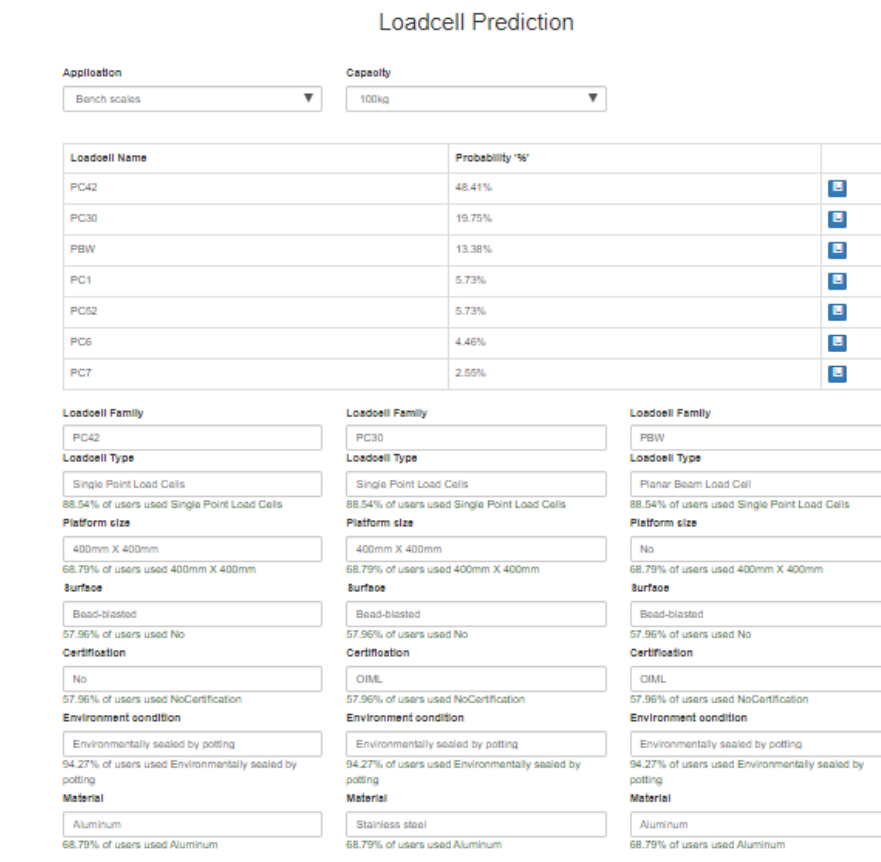 Loadcell Prediction
Application Capacity
Bench scales 100kg
Loadcell Name Probability '%'
PC42 48.41%
PC30 19.75%
PBW 13.38%
PC1 5.73%
PC52 5.73%
PC6 4.46%
PC7 2.55%
Loadcell Family Loadcell Family Loadcell Family
PC42 PC30 PBW
Loadcell Type Loadcell Type Loadcell Type
Single Point Load Cells Single Point Load Cells Planar Beam Load Cell
88.54% of users used Single Point Load Cells 88.54% of users used Single Point Load Cells 88.54% of users used Single Point Load Cells
Platform size Platform size Platform size
400mm X 400mm 400mm X 400mm No
68.79% of users used 400mm X 400mm 68.79% of users used 400mm X 400mm 68.79% of users used 400mm X 400mm
Surface Surface Surface
Bead-blasted Bead-blasted Bead-blasted
57.96% of users used No 57.96% of users used No 57.96% of users used No
Certification Certification Certification
No OIML OIML
57.96% of users used NoCertification 57.96% of users used NoCertification 57.96% of users used NoCertification
Environment condition Environment condition Environment condition
Environmentally sealed by potting Environmentally sealed by potting Environmentally sealed by potting
94.27% of users used Environmentally sealed by 94.27% of users used Environmentally sealed by 94.27% of users used Environmentally sealed by
potting potting potting
Material Material Material
Aluminum Stainless steel Aluminum
68.79% of users used Aluminum 68.79% of users used Aluminum 68.79% of users used Aluminum